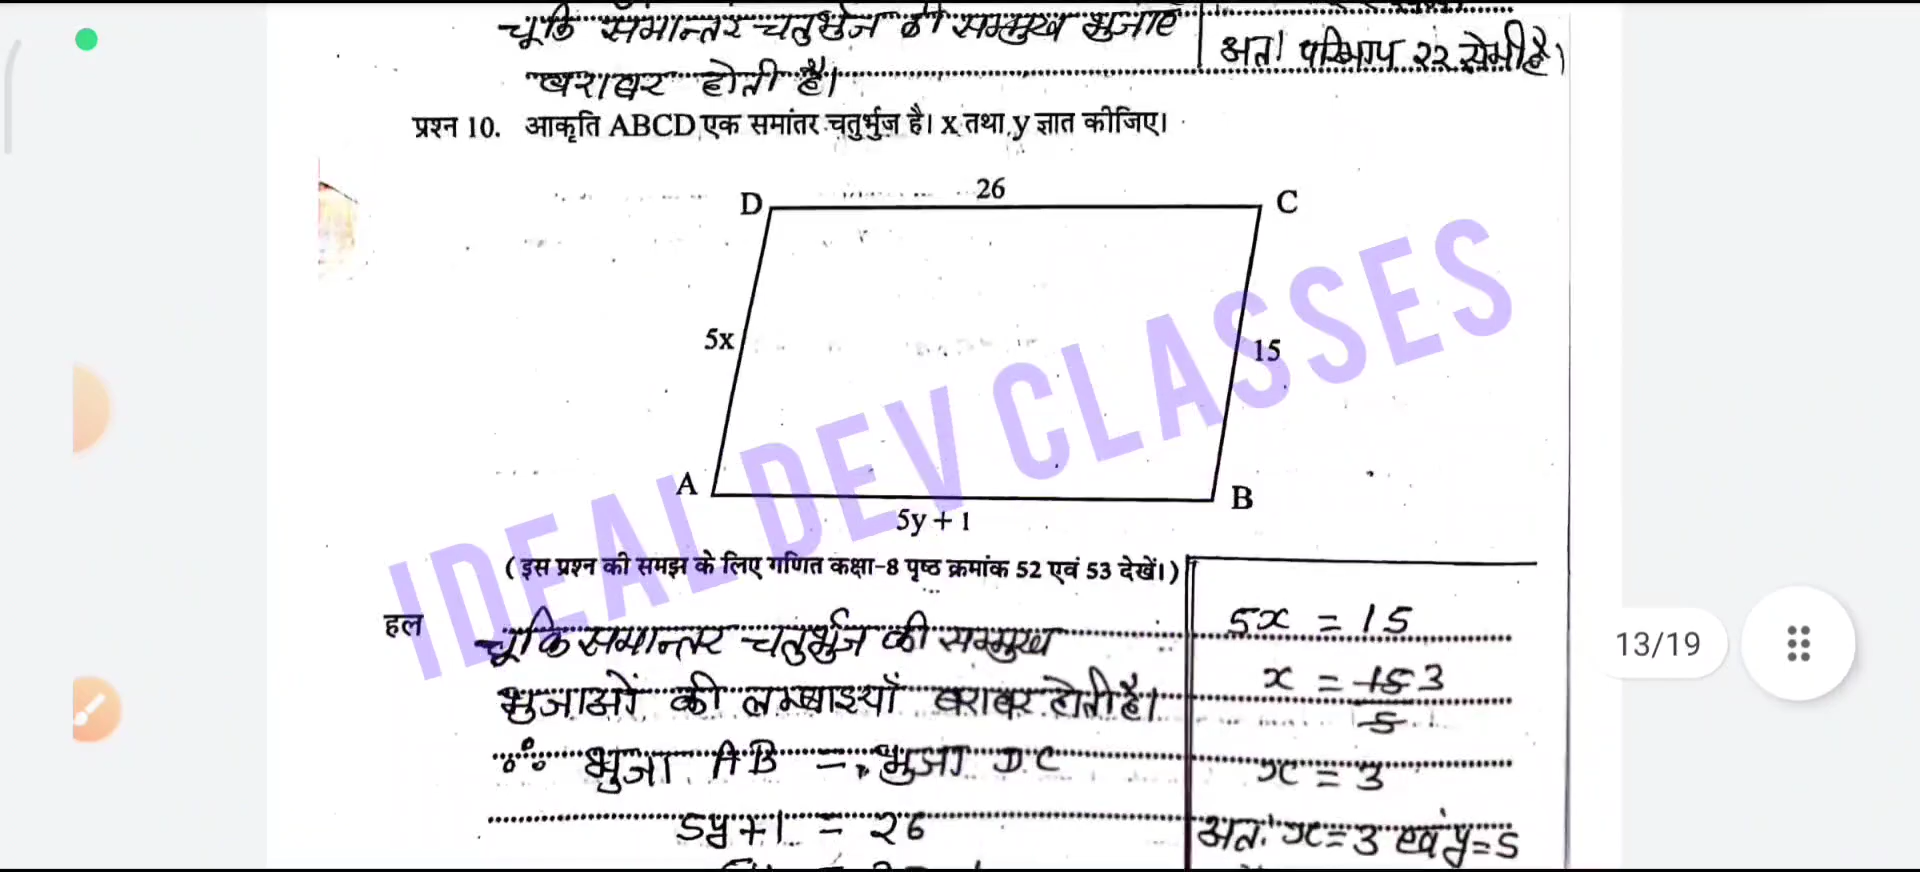 चूंकि समान्तर चतुर्भुज की सम्मुख भुजाएं
बराबर होती है।
अतः परिमाप २२ सेमी है।
प्रश्न 10. आकृति ABCD एक समांतर चतुर्भुज है। x तथा y ज्ञात कीजिए।
26
D
C
5x
15
A
B
5y + 1
IDEAL DEV CLASSES
(इस प्रश्न की समझ के लिए गणित कक्षा-8 पृष्ठ क्रमांक 52 एवं 53 देखें।)
हल
चूंकि समान्तर चतुर्भुज की सम्मुख
भुजाओं की लम्बाइयाँ बराबर होती है।
∴ भुजा AB = भुजा DC
5y+1 = 26
5x = 15
x = 15 3
5
x = 3
अतः x=3 एवं y=5
13/19